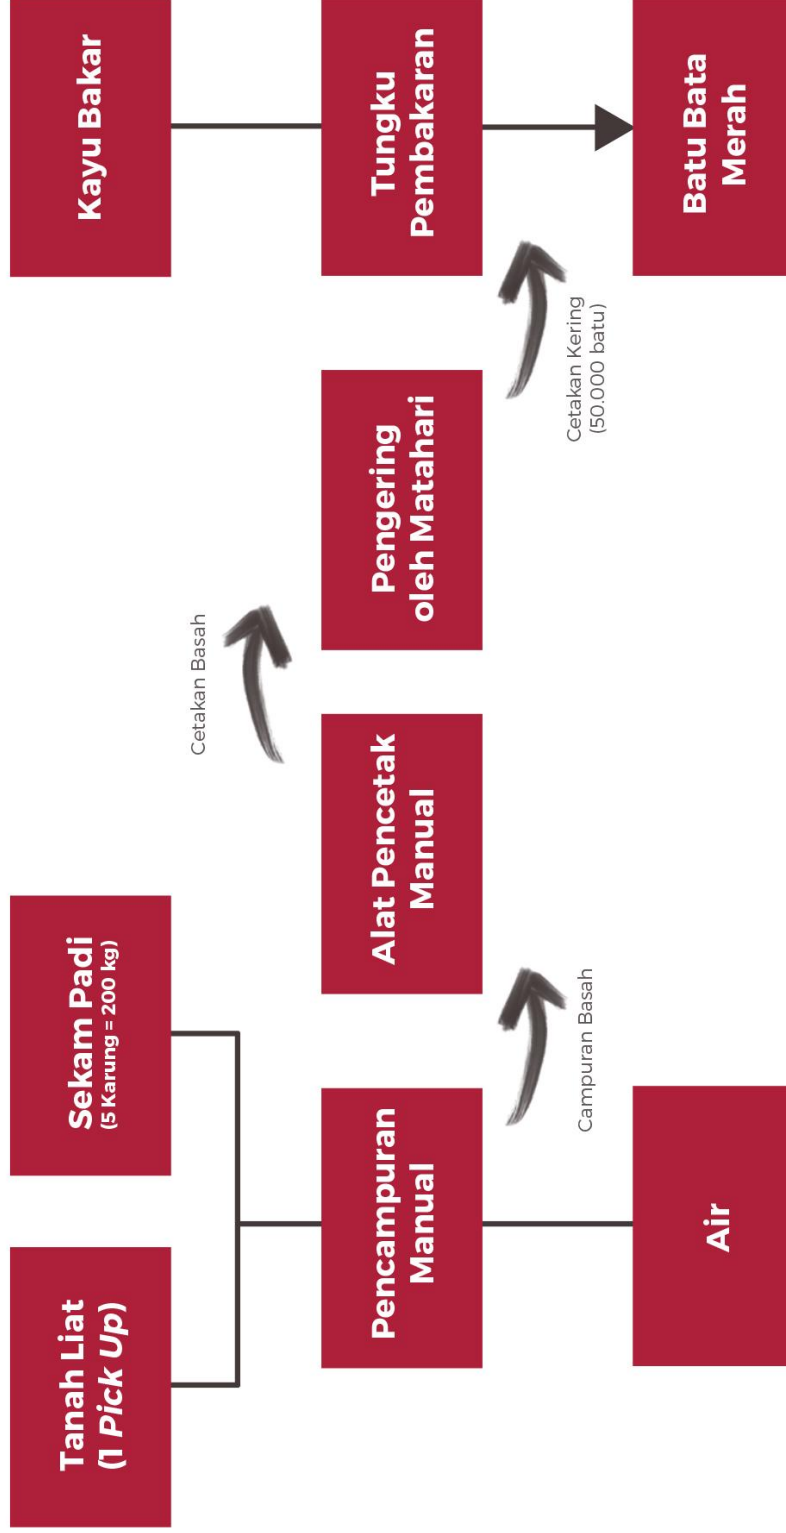 Tanah Liat
(1 Pick Up)
Sekam Padi
(5 Karung = 200 kg)
Kayu Bakar
Cetakan Basah
Pencampuran
Manual
Alat Pencetak
Manual
Pengering
oleh Matahari
Tungku
Pembakaran
Campuran Basah
Cetakan Kering
(50.000 batu)
Air
Batu Bata
Merah